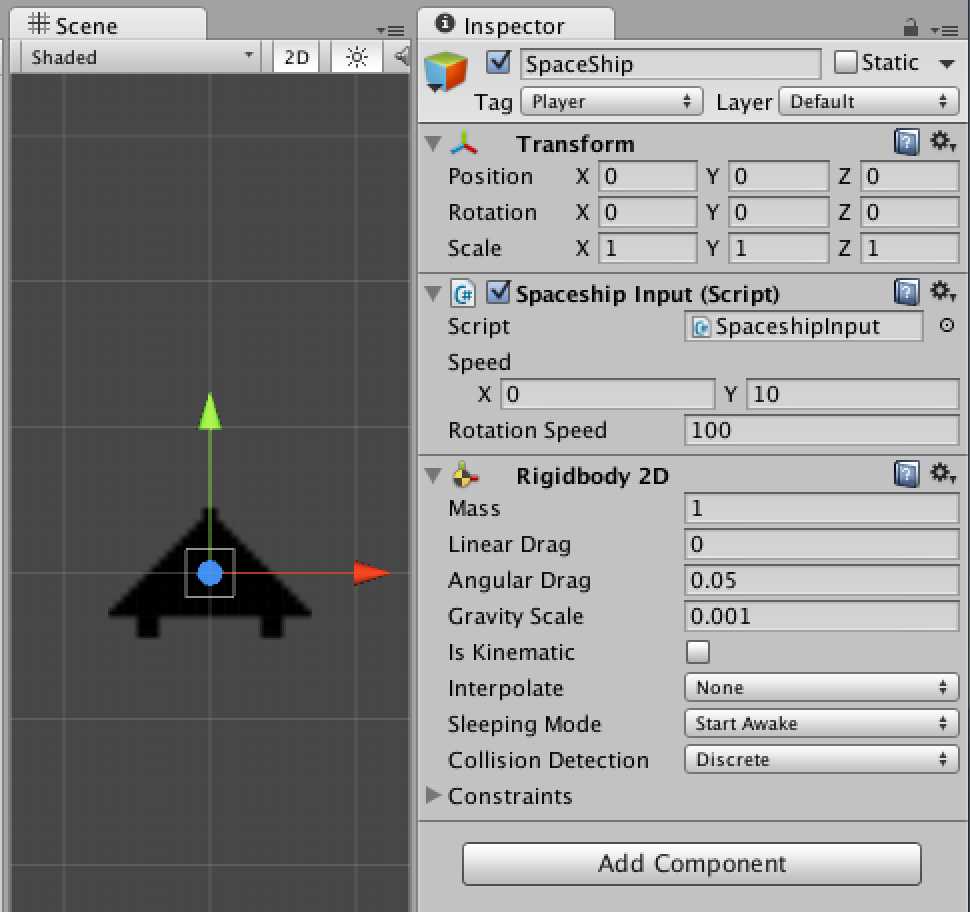 Scene
Shaded 2D
Inspector
SpaceShip Static
Tag Player Layer Default
Transform
Position X 0 Y 0 Z 0
Rotation X 0 Y 0 Z 0
Scale X 1 Y 1 Z 1
Spaceship Input (Script)
Script SpaceshipInput
Speed
X 0 Y 10
Rotation Speed 100
Rigidbody 2D
Mass 1
Linear Drag 0
Angular Drag 0.05
Gravity Scale 0.001
Is Kinematic
Interpolate None
Sleeping Mode Start Awake
Collision Detection Discrete
Constraints
Add Component